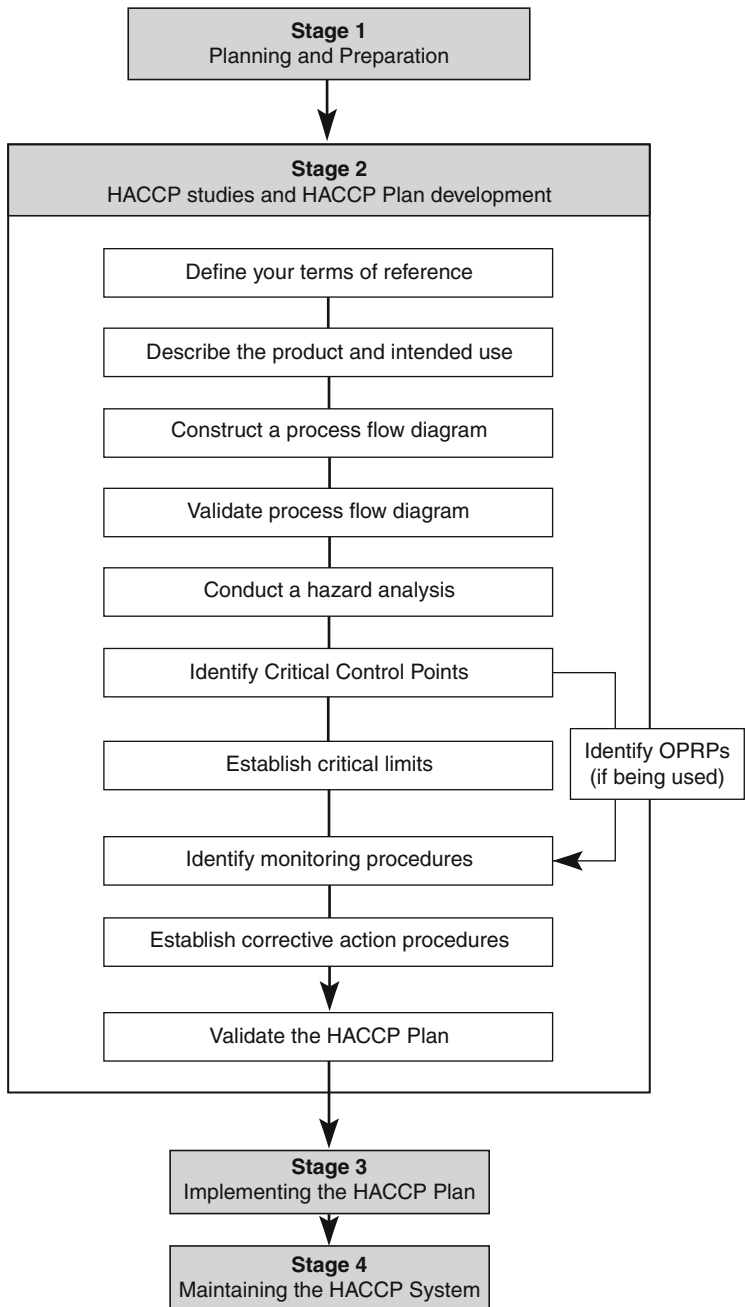 Stage 1
Planning and Preparation
Stage 2
HACCP studies and HACCP Plan development
Define your terms of reference
Describe the product and intended use
Construct a process flow diagram
Validate process flow diagram
Conduct a hazard analysis
Identify Critical Control Points
Identify OPRPs
(if being used)
Establish critical limits
Identify monitoring procedures
Establish corrective action procedures
Validate the HACCP Plan
Stage 3
Implementing the HACCP Plan
Stage 4
Maintaining the HACCP System